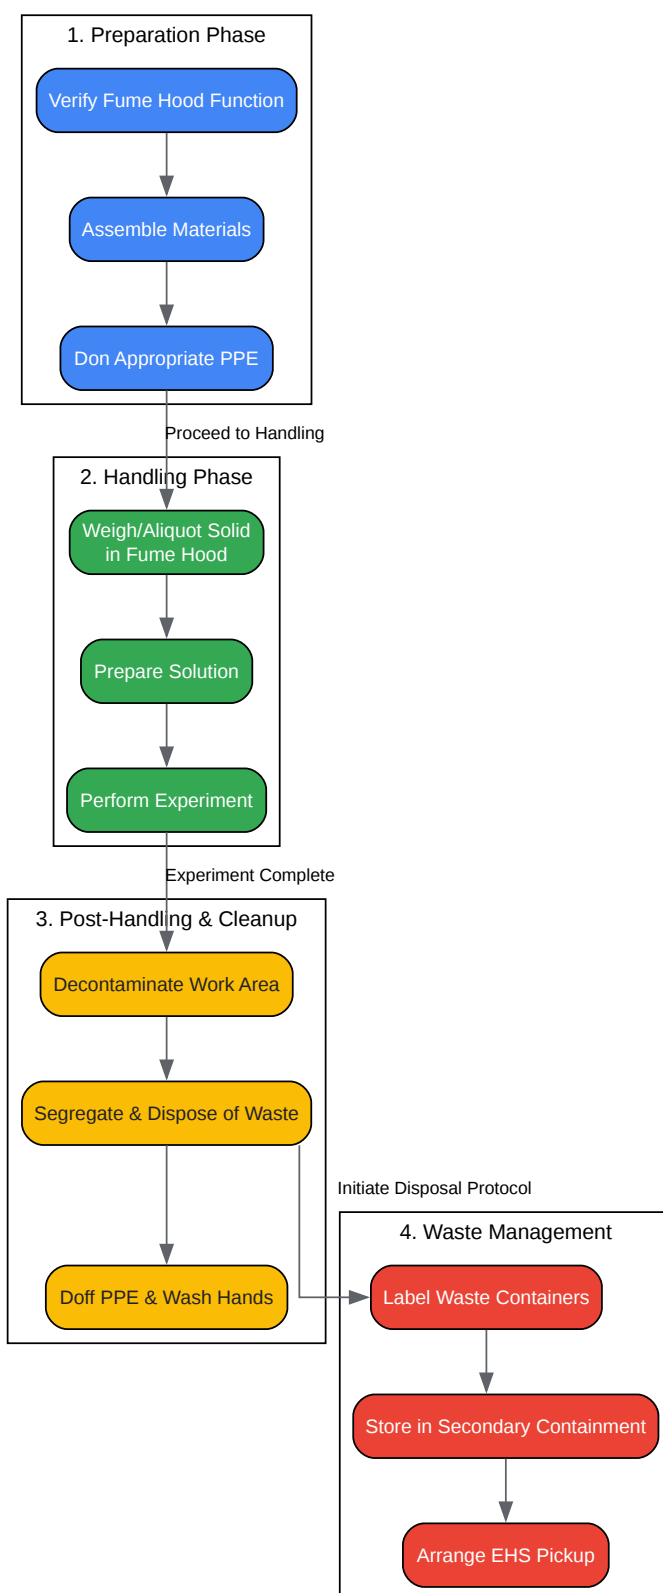 1. Preparation Phase
Verify Fume Hood Function
Assemble Materials
Don Appropriate PPE
Proceed to Handling
2. Handling Phase
Weigh/Aliquot Solid
in Fume Hood
Prepare Solution
Perform Experiment
Experiment Complete
3. Post-Handling & Cleanup
Decontaminate Work Area
Segregate & Dispose of Waste
Initiate Disposal Protocol
4. Waste Management
Doff PPE & Wash Hands
Label Waste Containers
Store in Secondary Containment
Arrange EHS Pickup